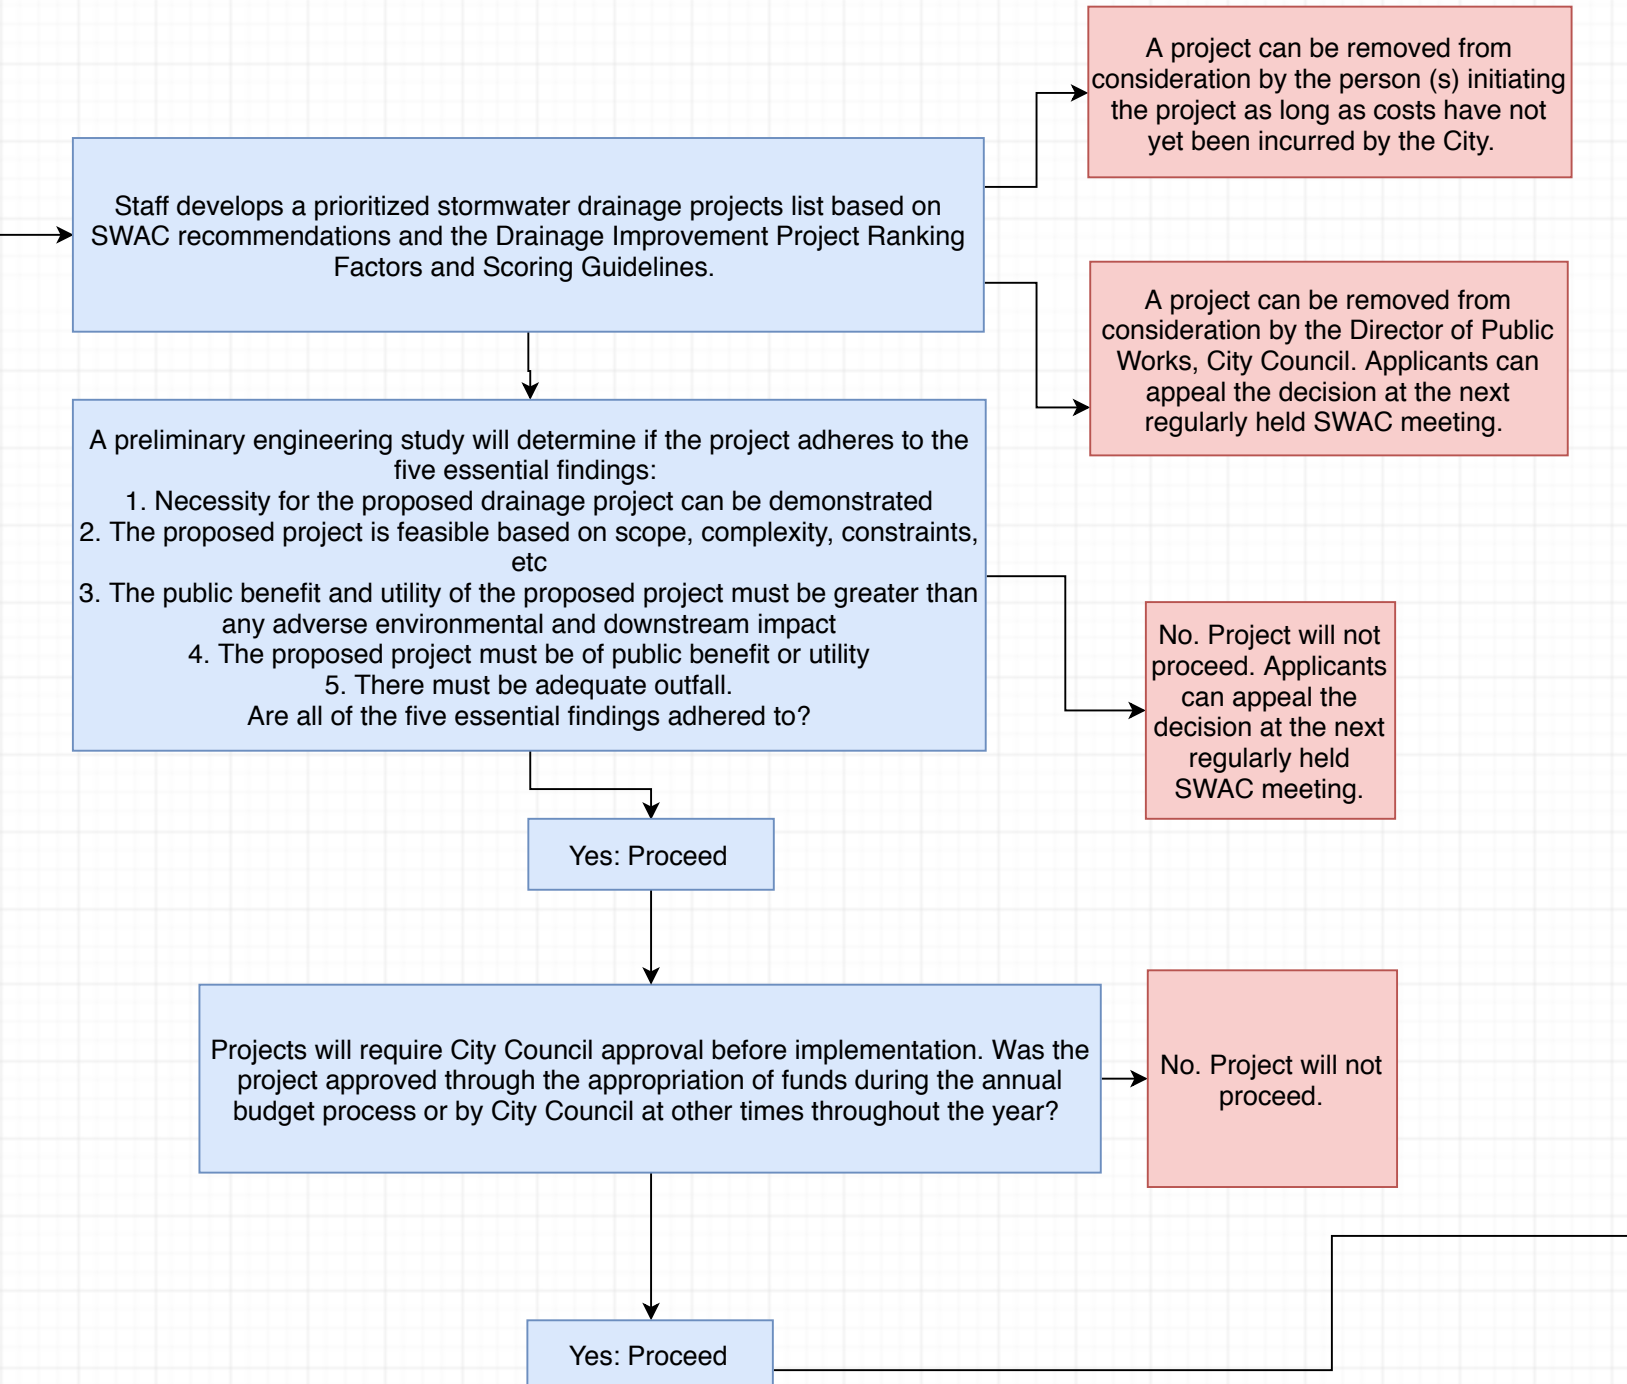 A project can be removed from
consideration by the person (s) initiating
the project as long as costs have not
yet been incurred by the City.
Staff develops a prioritized stormwater drainage projects list based on
SWAC recommendations and the Drainage Improvement Project Ranking
Factors and Scoring Guidelines.
A project can be removed from
consideration by the Director of Public
Works, City Council. Applicants can
appeal the decision at the next
regularly held SWAC meeting.
A preliminary engineering study will determine if the project adheres to the
five essential findings:
1. Necessity for the proposed drainage project can be demonstrated
2. The proposed project is feasible based on scope, complexity, constraints,
etc
3. The public benefit and utility of the proposed project must be greater than
any adverse environmental and downstream impact
4. The proposed project must be of public benefit or utility
5. There must be adequate outfall.
Are all of the five essential findings adhered to?
No. Project will not
proceed. Applicants
can appeal the
decision at the next
regularly held
SWAC meeting.
Yes: Proceed
Projects will require City Council approval before implementation. Was the
project approved through the appropriation of funds during the annual
budget process or by City Council at other times throughout the year?
No. Project will not
proceed.
Yes: Proceed